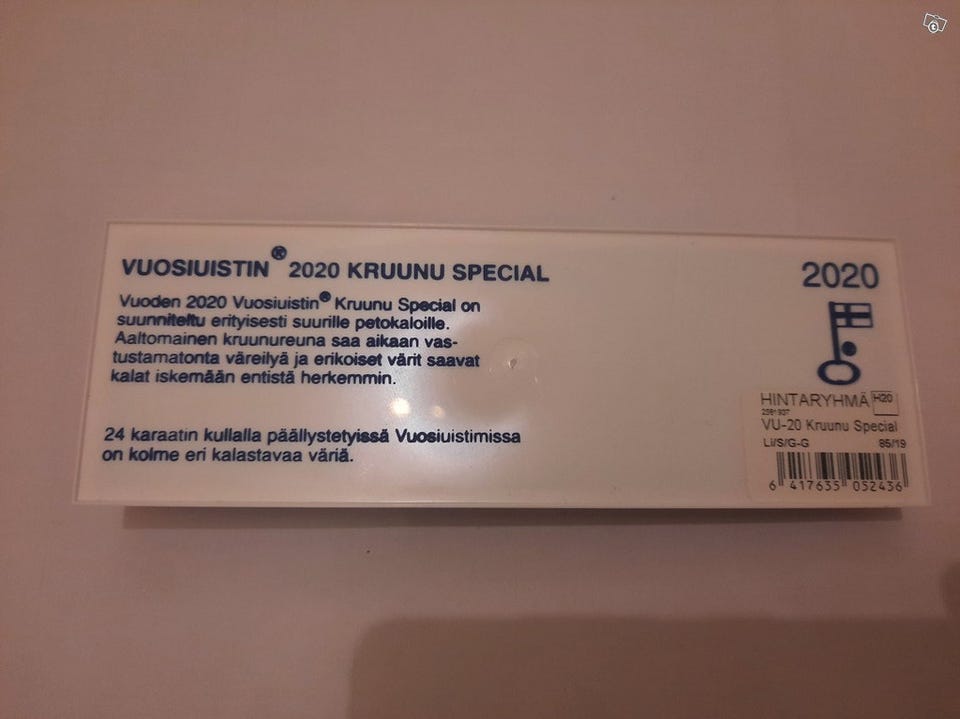 VUOSIUISTIN® 2020 KRUUNU SPECIAL
Vuoden 2020 Vuosiuistin® Kruunu Special on
suunniteltu erityisesti suurille petokaloille.
Aaltomainen kruunureuna saa aikaan vas-
tustamatonta väreilyä ja erikoiset värit saavat
kalat iskemään entistä herkemmin.
24 karaatin kullalla päällystetyissä Vuosiuistimissa
on kolme eri kalastavaa väriä.
2020
HINTARYHMÄ H20
VU-20 Kruunu Special
Li/S/G-G 85/19
6 417635 052436